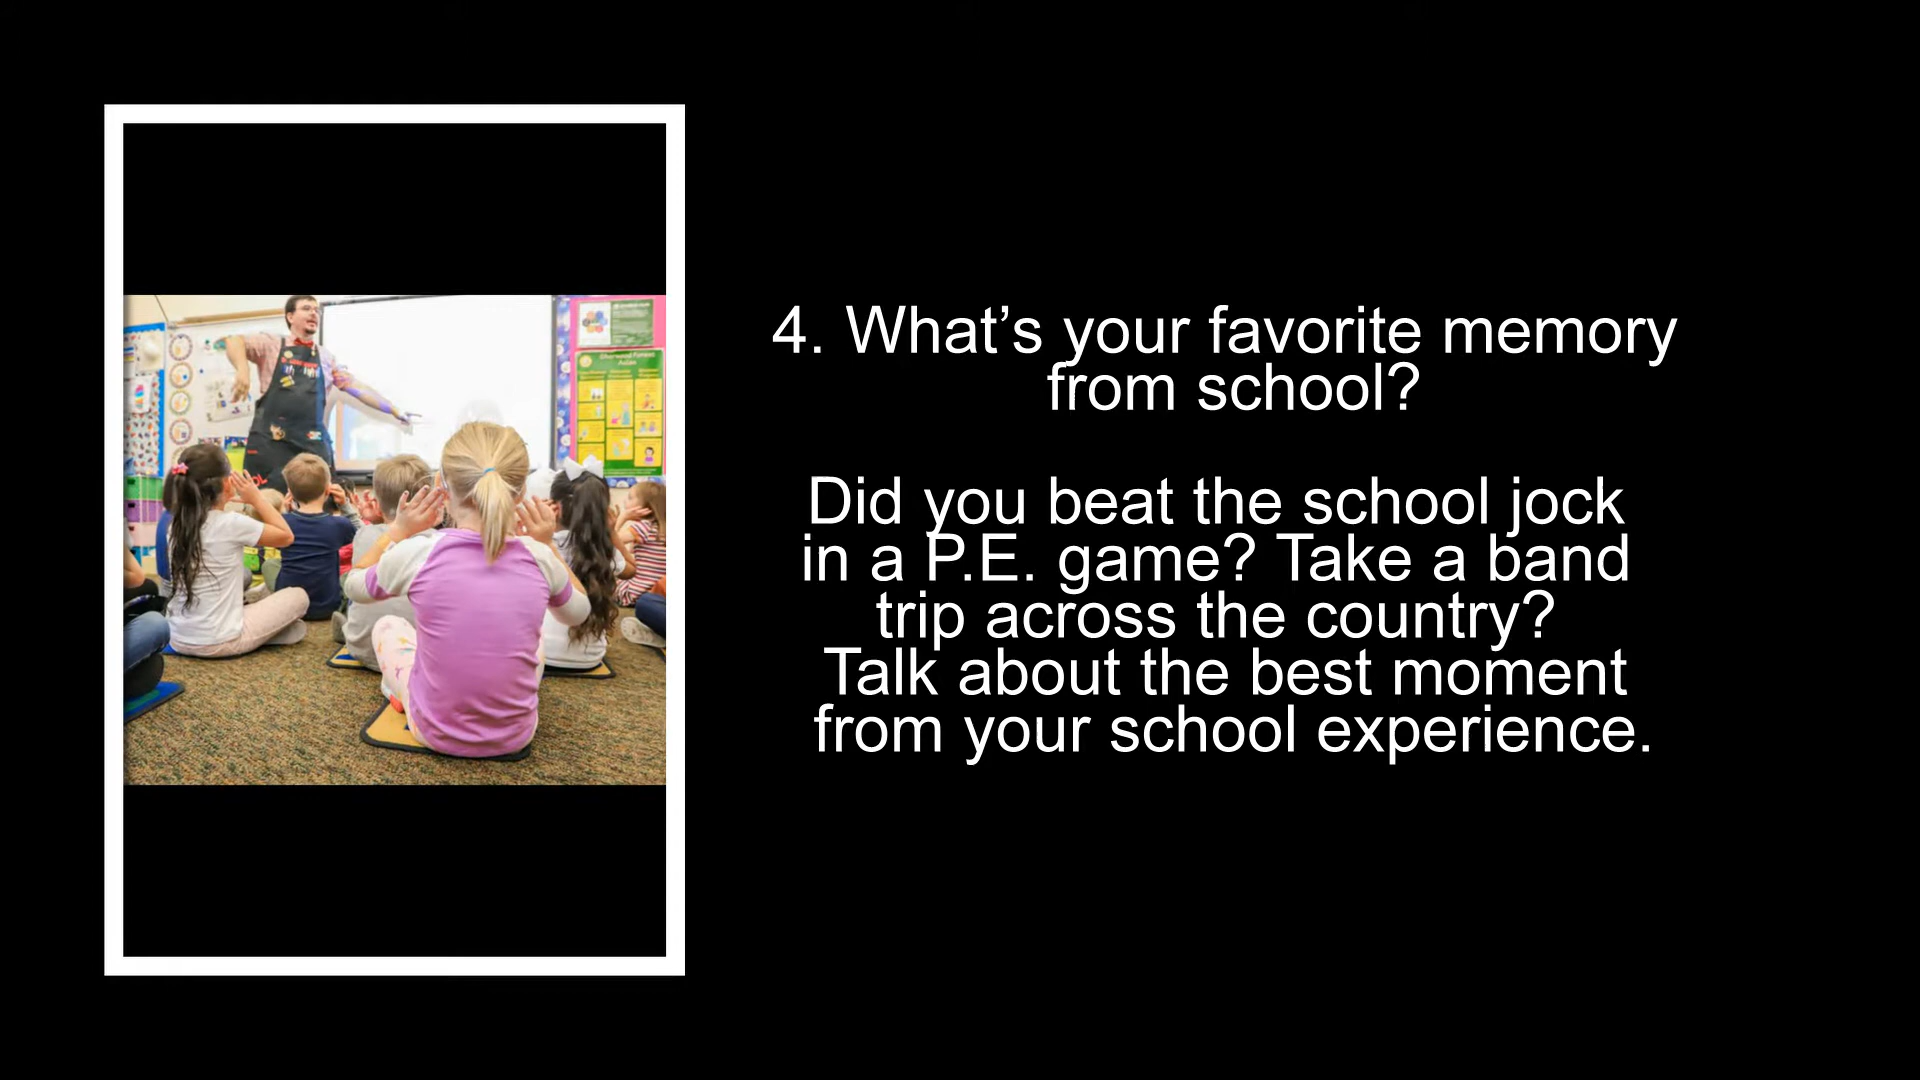 4. What’s your favorite memory
from school?
Did you beat the school jock
in a P.E. game? Take a band
trip across the country?
Talk about the best moment
from your school experience.